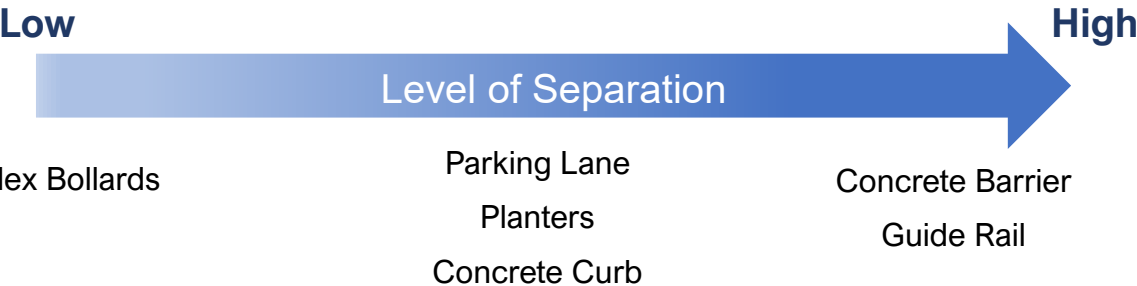 Low
High
Level of Separation
lex Bollards
Parking Lane
Planters
Concrete Curb
Concrete Barrier
Guide Rail